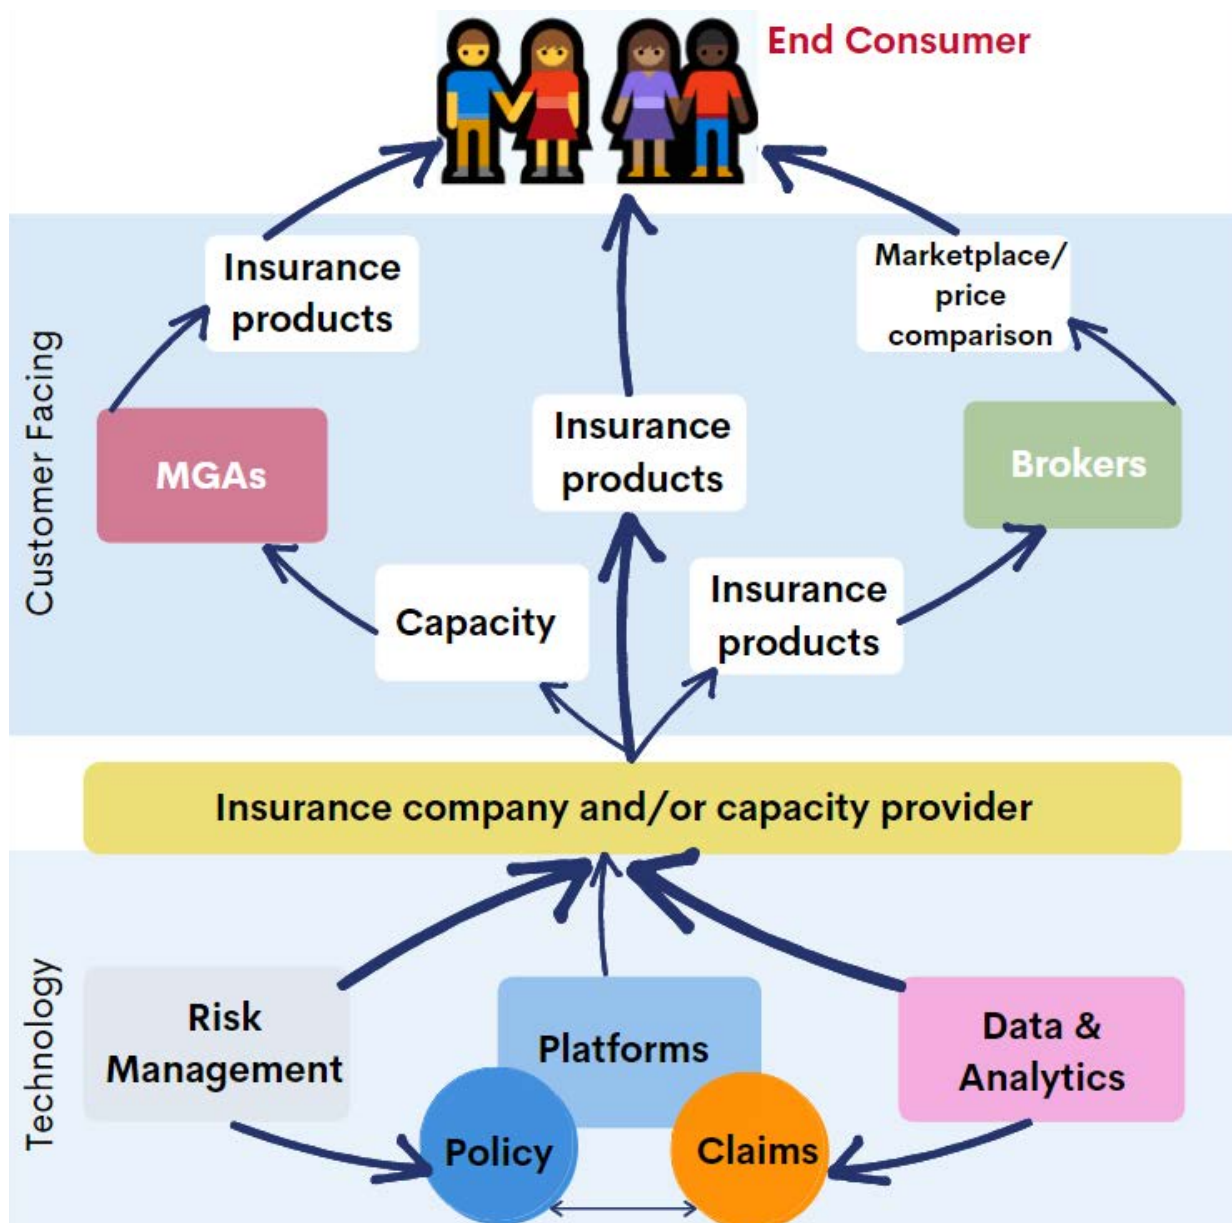 End Consumer
Insurance
products
Marketplace/
price
comparison
Customer Facing
MGAs
Insurance
products
Brokers
Capacity
Insurance
products
Insurance company and/or capacity provider
Technology
Risk
Management
Platforms
Data &
Analytics
Policy
Claims